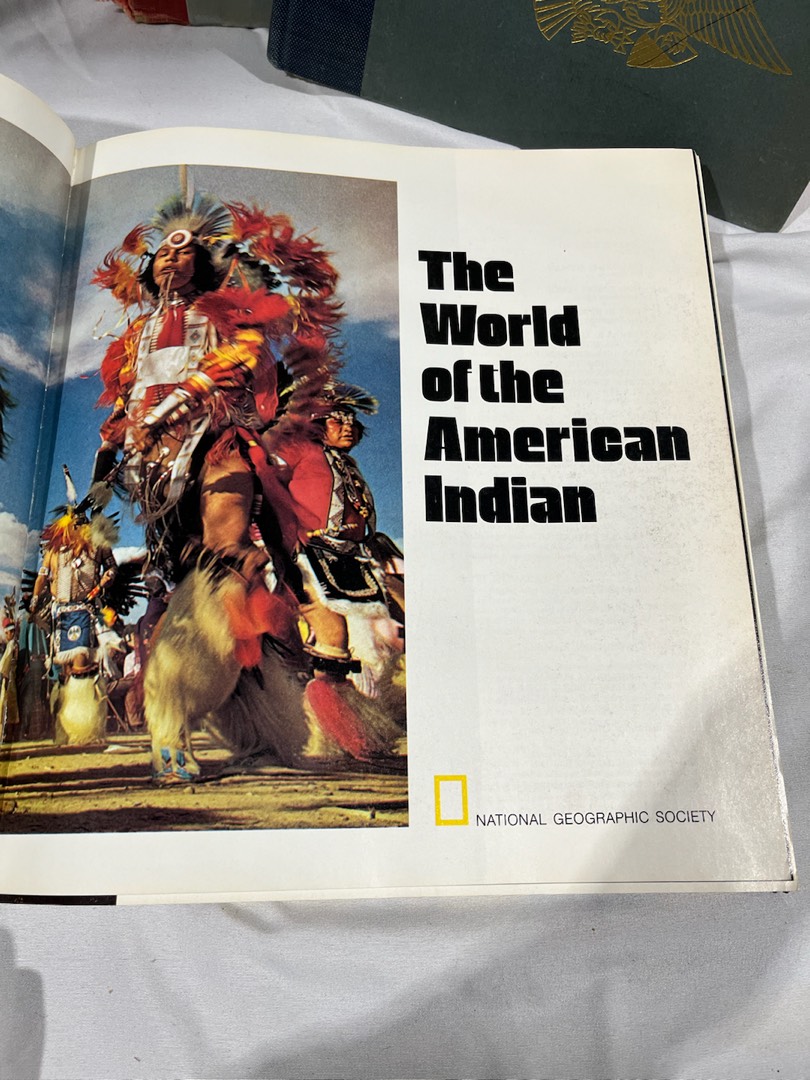 The
World
of the
American
Indian
NATIONAL GEOGRAPHIC SOCIETY